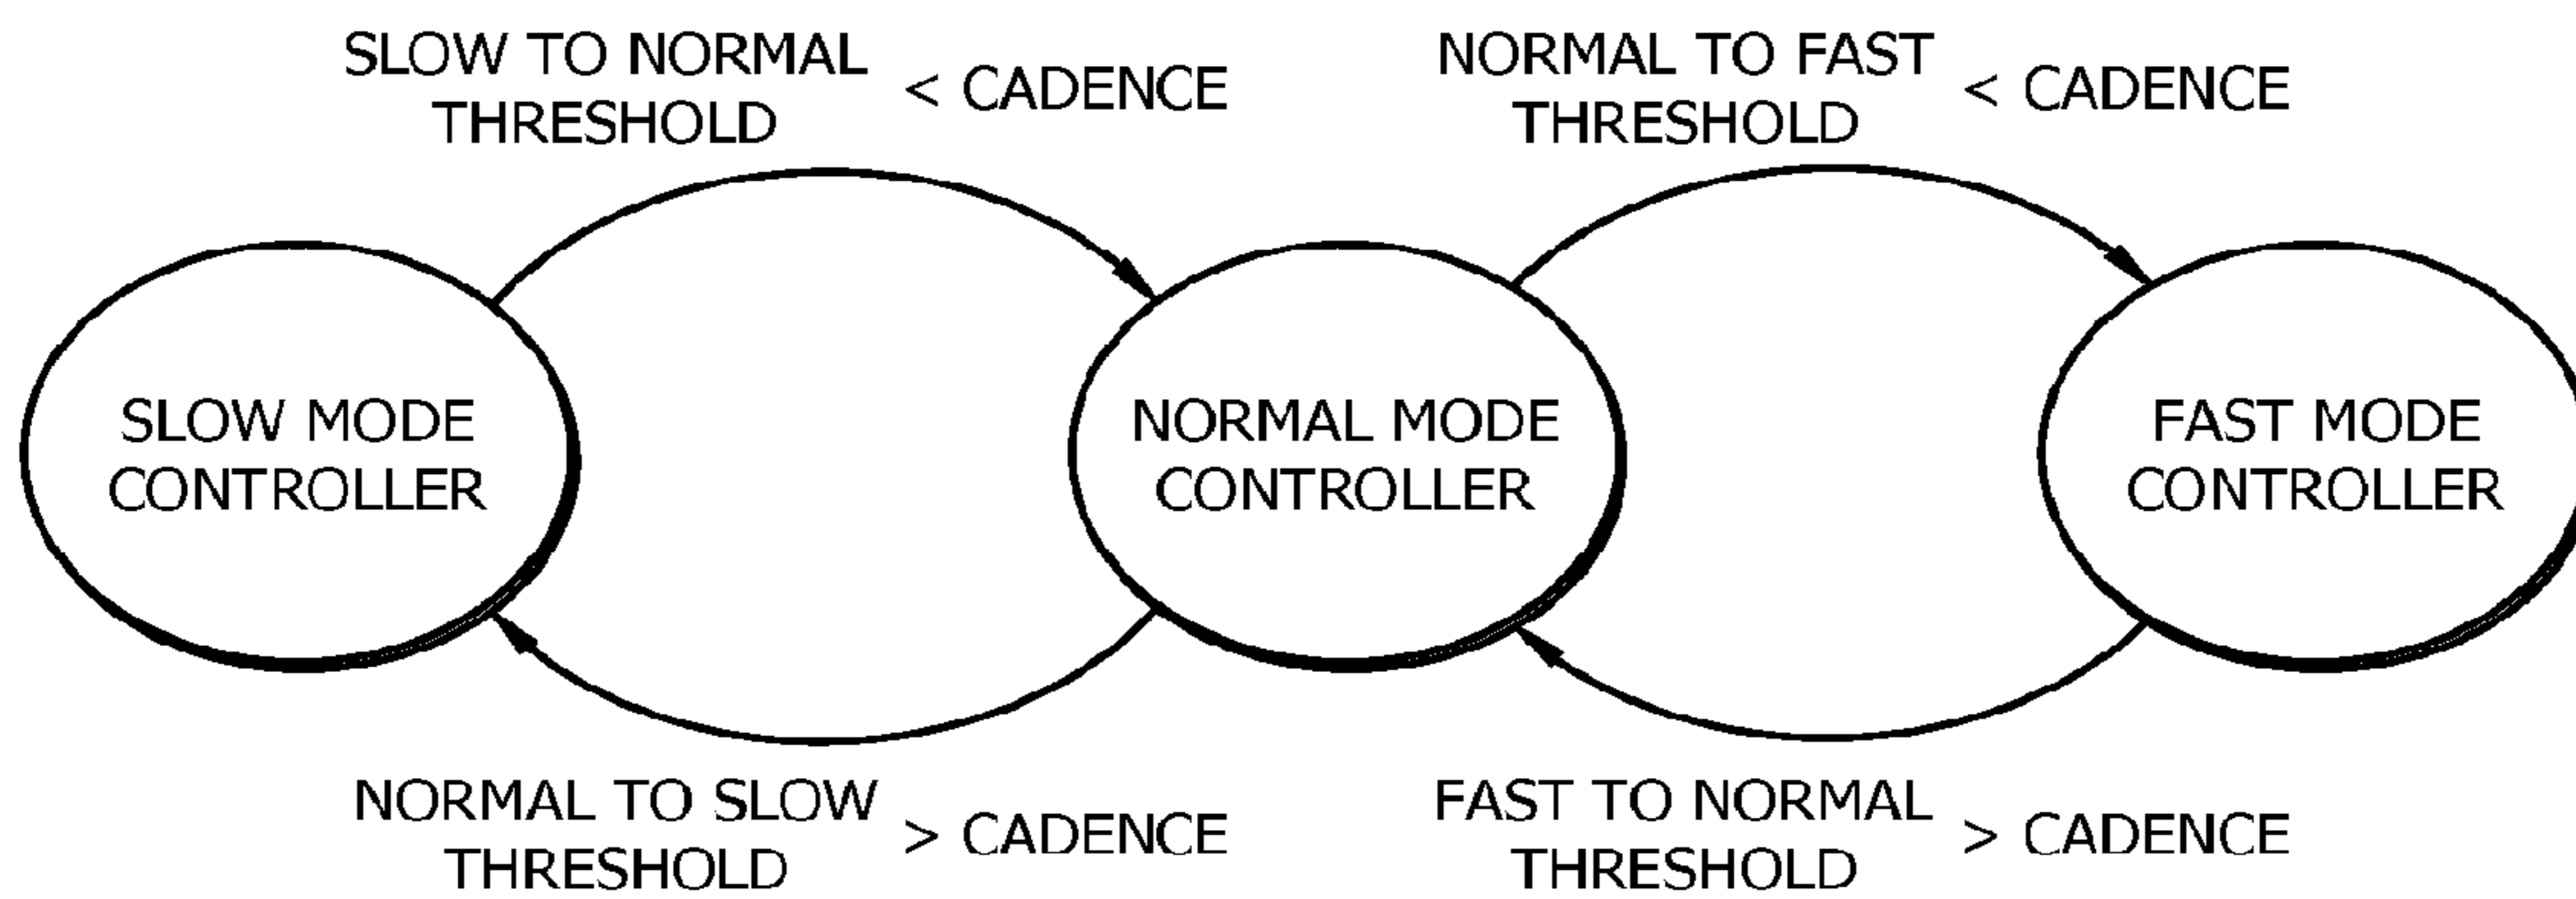 SLOW TO NORMAL
THRESHOLD
< CADENCE
NORMAL TO FAST
THRESHOLD
< CADENCE
SLOW MODE
CONTROLLER
NORMAL MODE
CONTROLLER
FAST MODE
CONTROLLER
NORMAL TO SLOW
THRESHOLD
> CADENCE
FAST TO NORMAL
THRESHOLD
> CADENCE